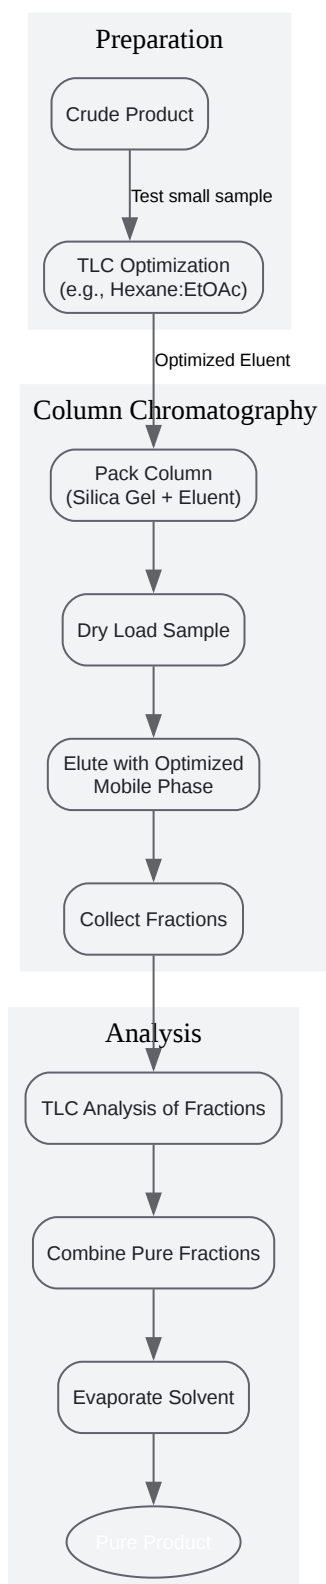 Preparation
Crude Product
Test small sample
TLC Optimization
(e.g., Hexane:EtOAc)
Optimized Eluent
Column Chromatography
Pack Column
(Silica Gel + Eluent)
Dry Load Sample
Elute with Optimized
Mobile Phase
Collect Fractions
Analysis
TLC Analysis of Fractions
Combine Pure Fractions
Evaporate Solvent
Pure Product